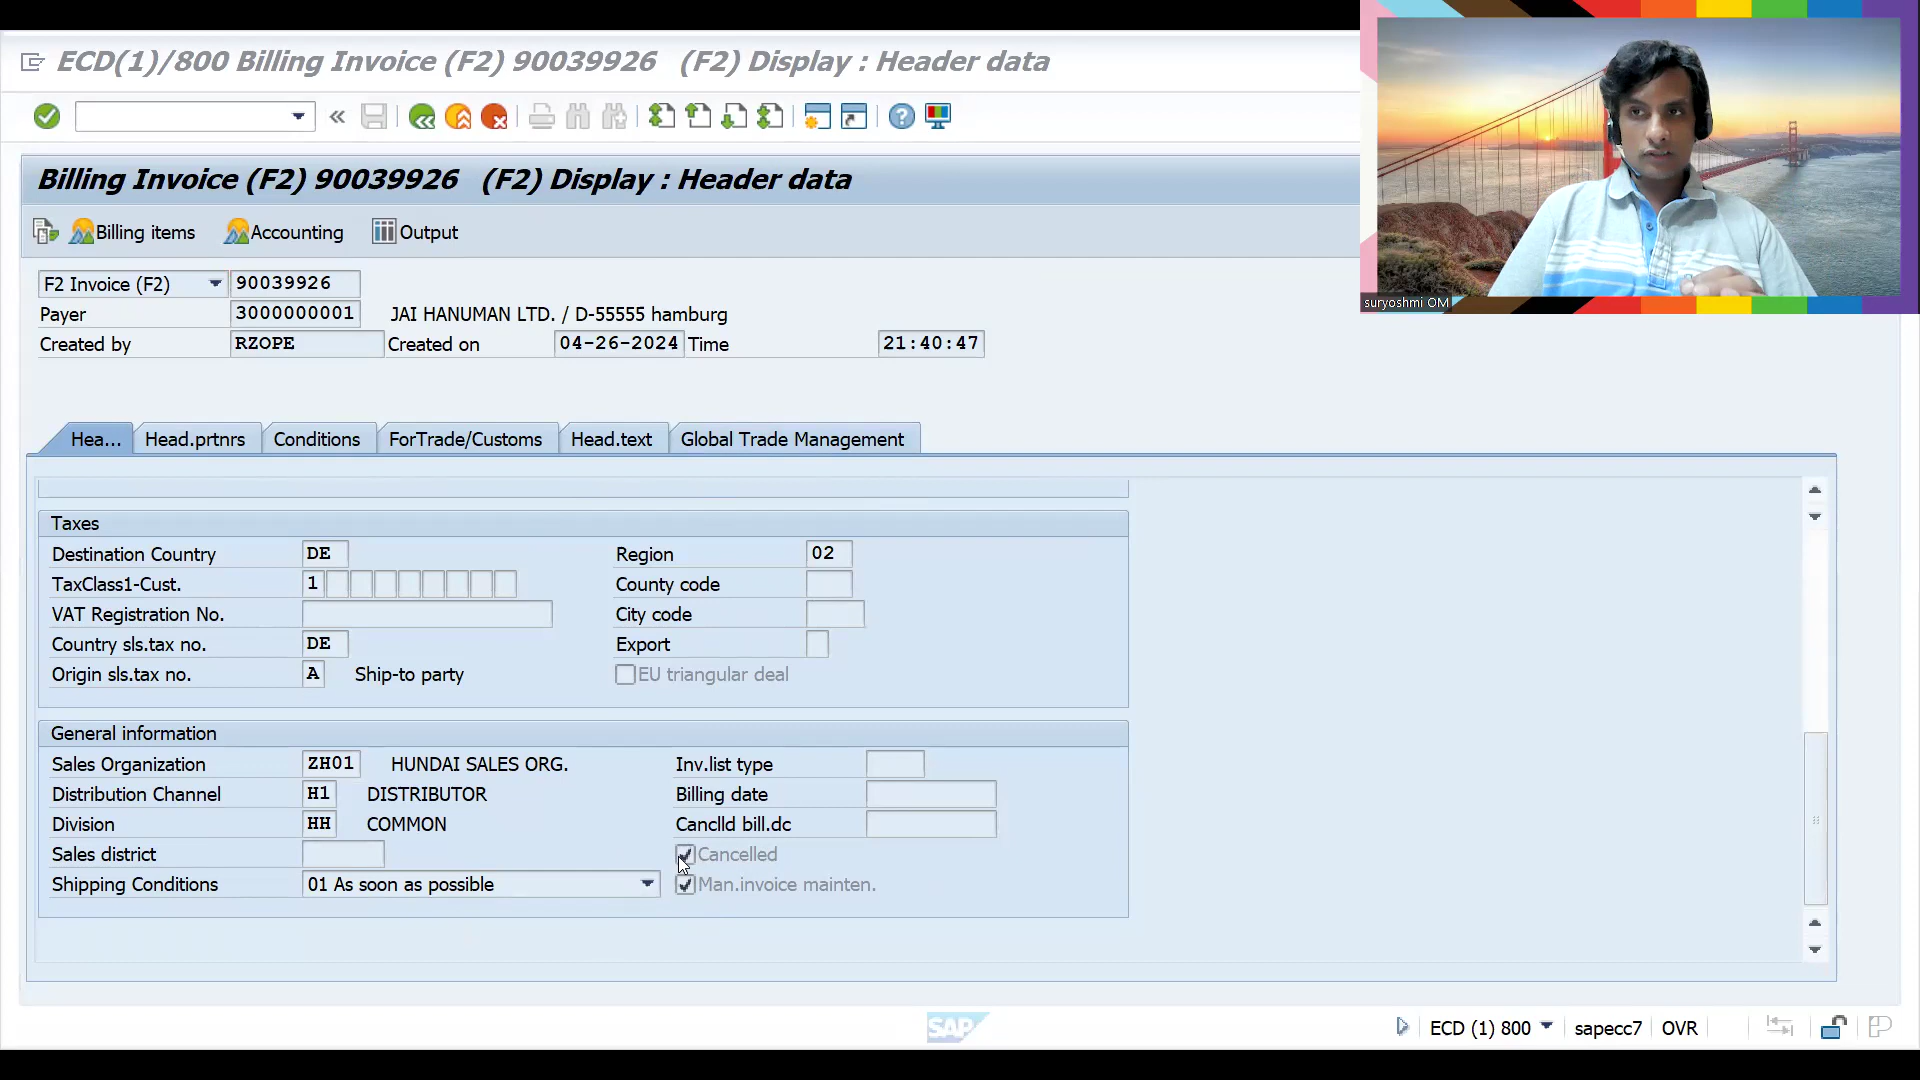 ECD(1)/800 Billing Invoice (F2) 90039926 (F2) Display : Header data
Billing Invoice (F2) 90039926 (F2) Display : Header data
Billing items Accounting Output
F2 Invoice (F2) 90039926
Payer 3000000001 JAI HANUMAN LTD. / D-55555 hamburg
Created by RZOPE Created on 04-26-2024 Time 21:40:47
suryoshmi OM
Hea... Head.prtnrs Conditions ForTrade/Customs Head.text Global Trade Management
Taxes
Destination Country DE Region 02
TaxClass1-Cust. 1 County code
VAT Registration No. City code
Country sls.tax no. DE Export
Origin sls.tax no. A Ship-to party EU triangular deal
General information
Sales Organization ZH01 HUNDAI SALES ORG. Inv.list type
Distribution Channel H1 DISTRIBUTOR Billing date
Division HH COMMON Canclld bill.dc
Sales district Cancelled
Shipping Conditions 01 As soon as possible Man.invoice mainten.
SAP ECD (1) 800 sapecc7 OVR